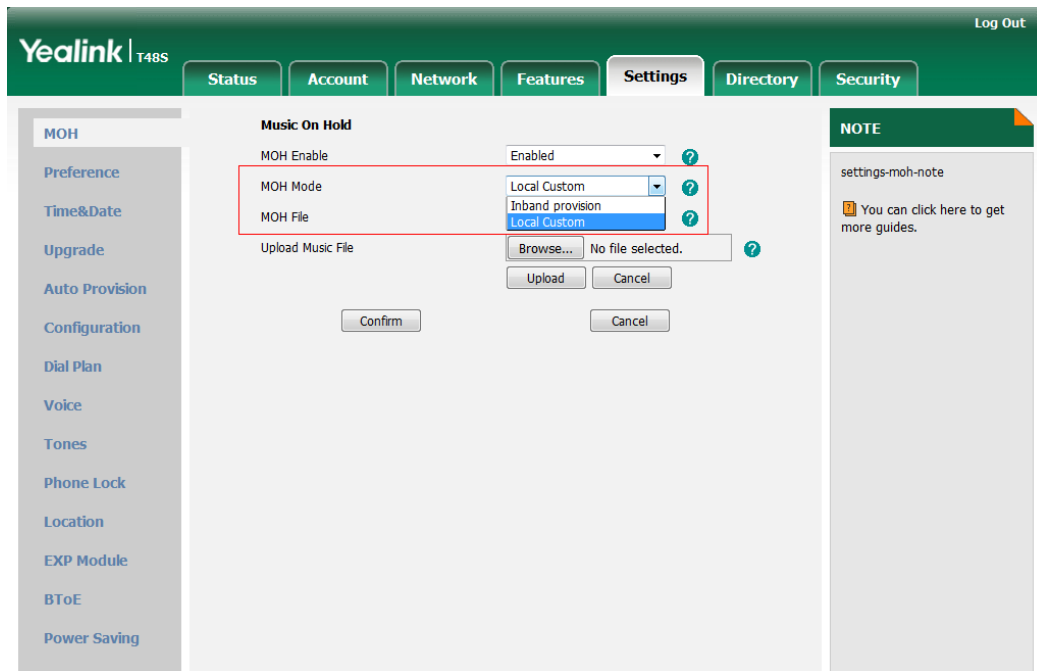 Log Out
Yealink | T48S
Status Account Network Features Settings Directory Security
MOH
Preference
Time&Date
Upgrade
Auto Provision
Configuration
Dial Plan
Voice
Tones
Phone Lock
Location
EXP Module
BToE
Power Saving
Music On Hold
MOH Enable Enabled ?
MOH Mode Local Custom ?
Inband provision
MOH File Local Custom ?
Upload Music File Browse... No file selected. ?
Upload Cancel
Confirm Cancel
NOTE
settings-moh-note
? You can click here to get
more guides.